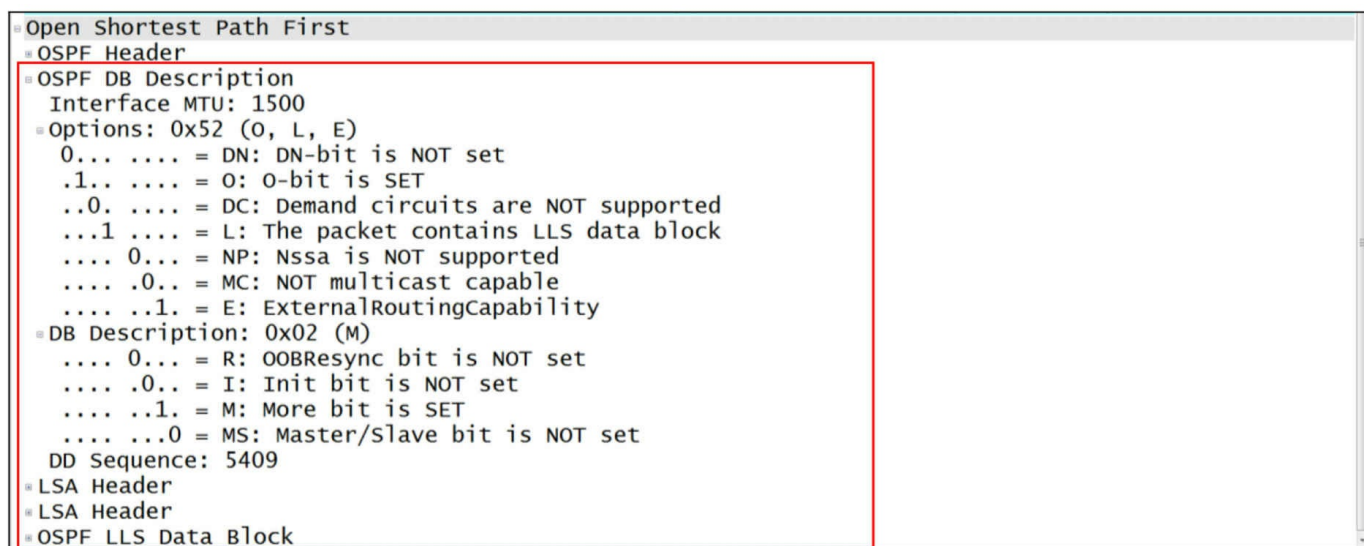 Open Shortest Path First
OSPF Header
OSPF DB Description
Interface MTU: 1500
Options: 0x52 (O, L, E)
0... .... = DN: DN-bit is NOT set
.1.. .... = O: O-bit is SET
..0. .... = DC: Demand circuits are NOT supported
...1 .... = L: The packet contains LLS data block
.... 0... = NP: Nssa is NOT supported
.... .0.. = MC: NOT multicast capable
.... ..1. = E: ExternalRoutingCapability
DB Description: 0x02 (M)
.... 0... = R: OOBResync bit is NOT set
.... .0.. = I: Init bit is NOT set
.... ..1. = M: More bit is SET
.... ...0 = MS: Master/Slave bit is NOT set
DD Sequence: 5409
LSA Header
LSA Header
OSPF LLS Data Block